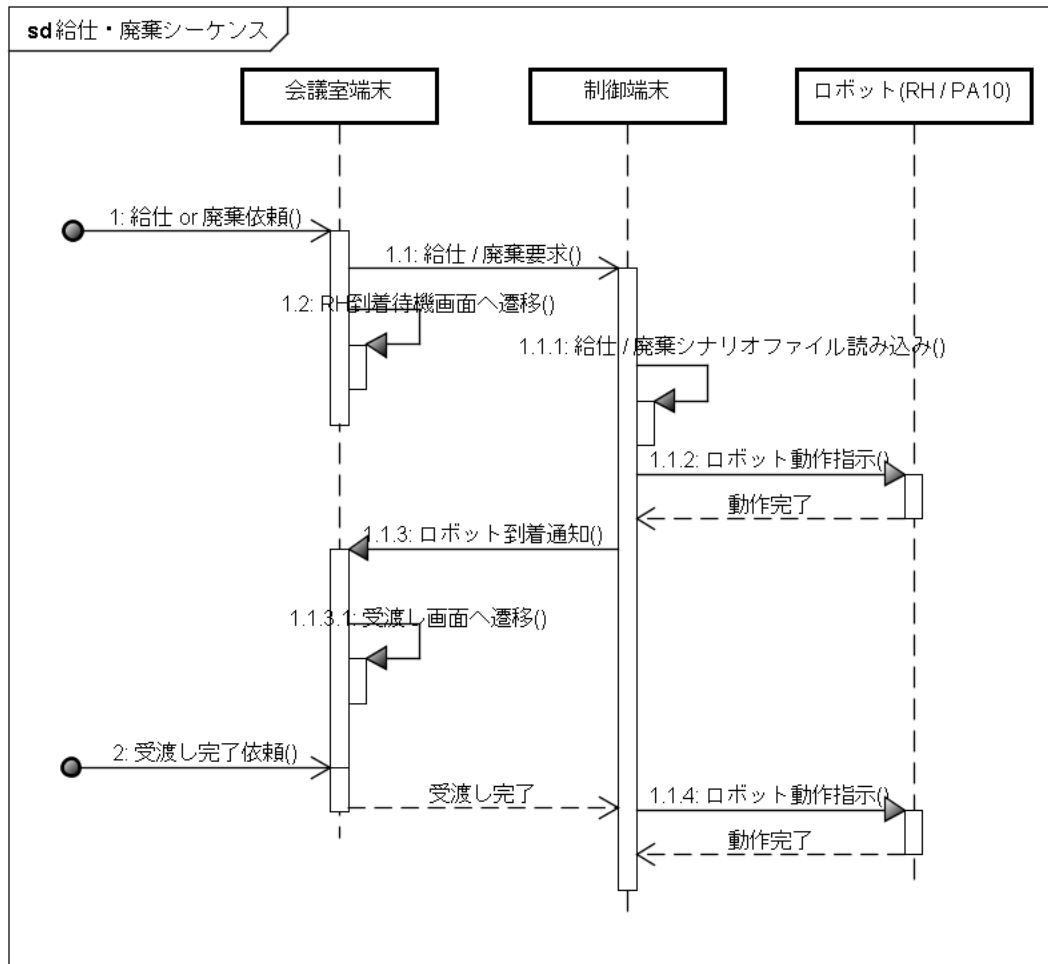 sd 給仕・廃棄シーケンス
会議室端末
制御端末
ロボット(RH / PA10)
1: 給仕 or 廃棄依頼()
1.1: 給仕 / 廃棄要求()
1.2: RH到着待機画面へ遷移()
1.1.1: 給仕 / 廃棄シナリオファイル読み込み()
1.1.2: ロボット動作指示()
動作完了
1.1.3: ロボット到着通知()
1.1.3.1: 受渡し画面へ遷移()
2: 受渡し完了依頼()
受渡し完了
1.1.4: ロボット動作指示()
動作完了